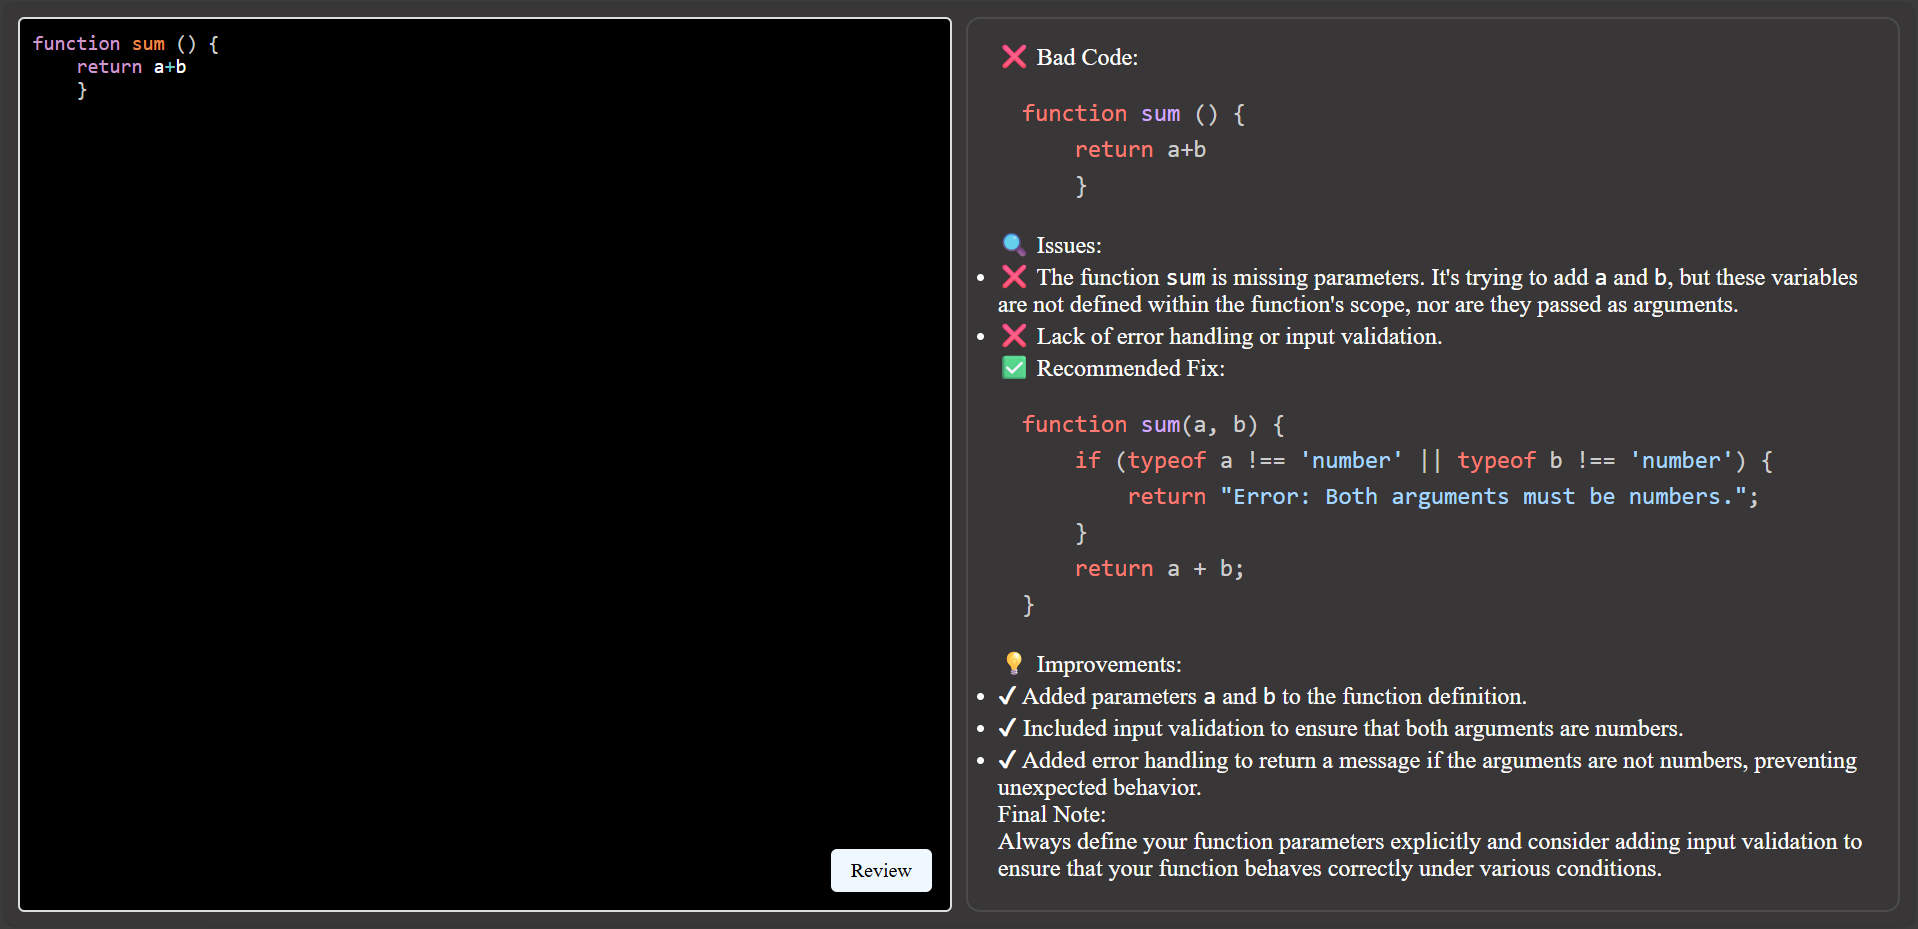 function sum () {
    return a+b
    }
Review
❌ Bad Code:
function sum () {
    return a+b
    }
🔍 Issues:
• ❌ The function sum is missing parameters. It's trying to add a and b, but these variables
are not defined within the function's scope, nor are they passed as arguments.
• ❌ Lack of error handling or input validation.
✅ Recommended Fix:
function sum(a, b) {
    if (typeof a !== 'number' || typeof b !== 'number') {
        return "Error: Both arguments must be numbers.";
    }
    return a + b;
}
💡 Improvements:
• ✔ Added parameters a and b to the function definition.
• ✔ Included input validation to ensure that both arguments are numbers.
• ✔ Added error handling to return a message if the arguments are not numbers, preventing
unexpected behavior.
Final Note:
Always define your function parameters explicitly and consider adding input validation to
ensure that your function behaves correctly under various conditions.